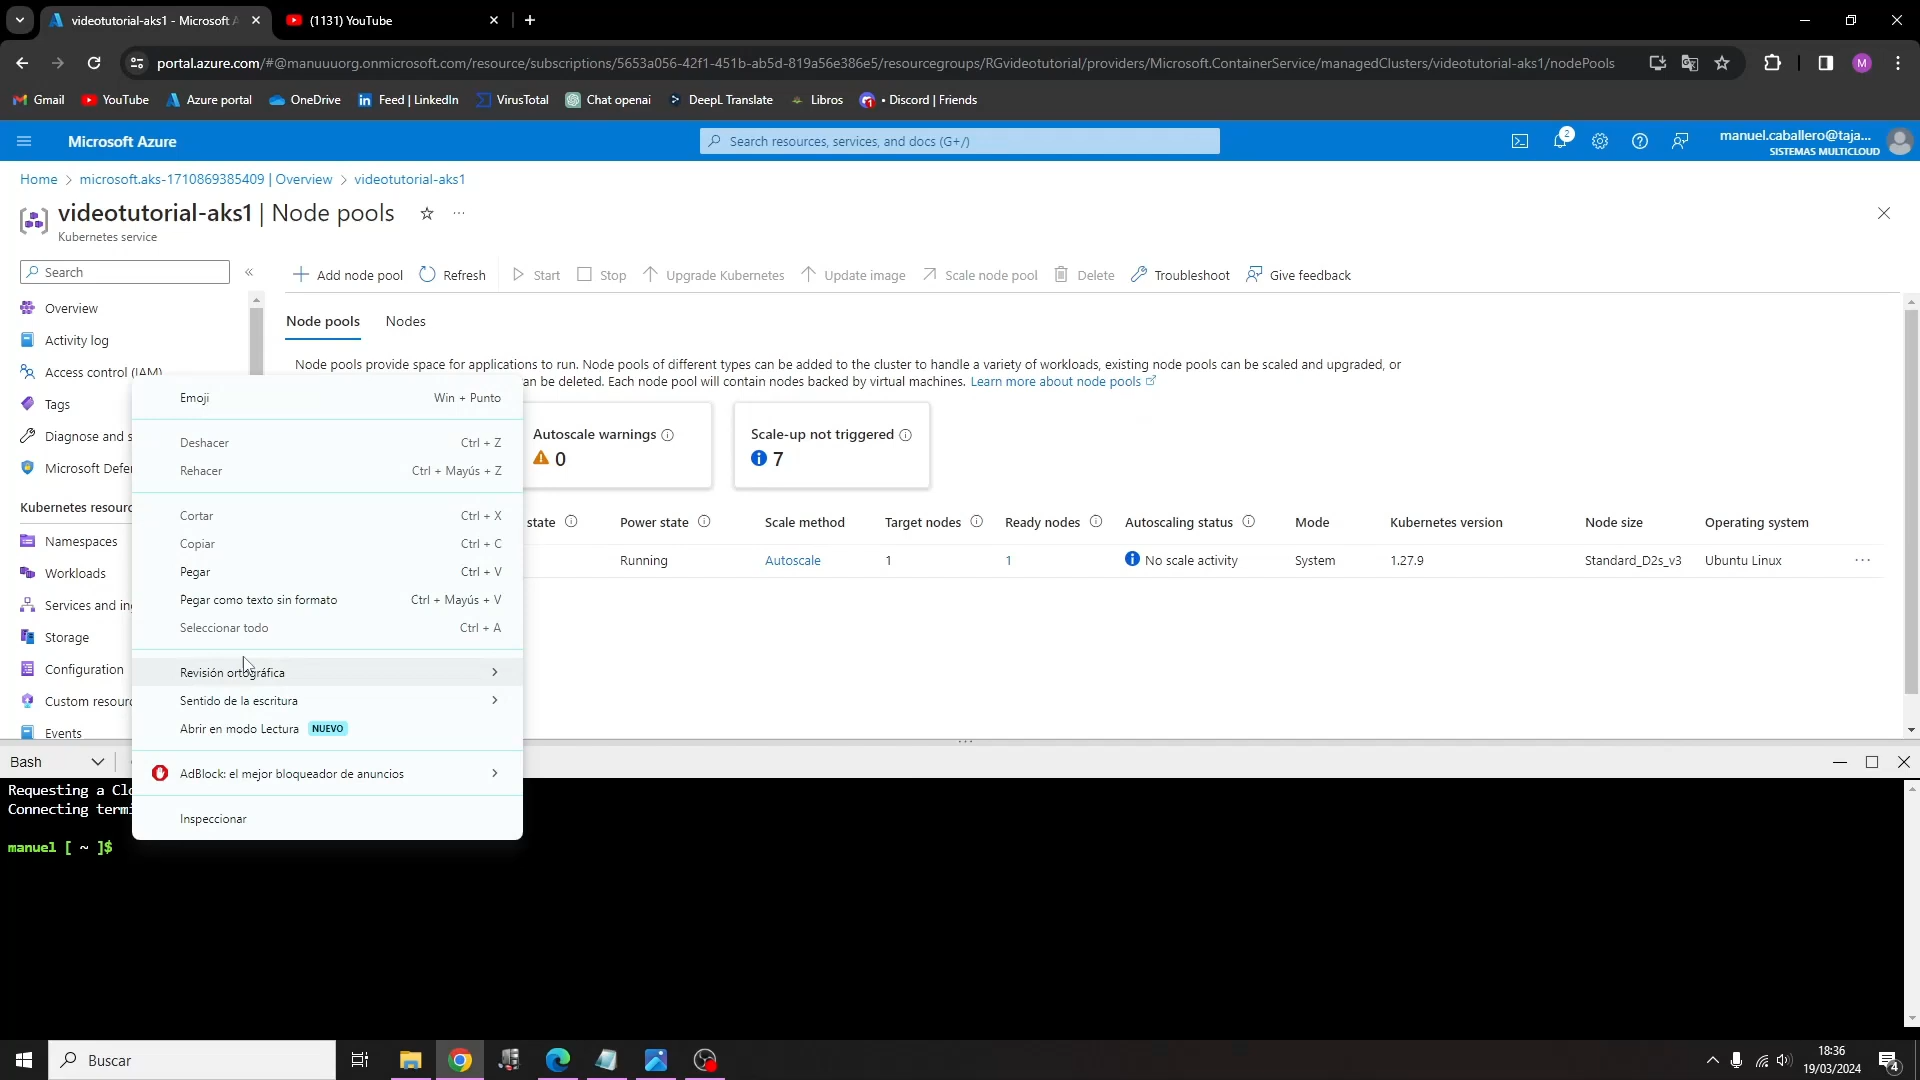 videotutorial-aks1 - Microsoft A
(1131) YouTube
portal.azure.com/#@manuuuorg.onmicrosoft.com/resource/subscriptions/5653a056-42f1-451b-ab5d-819a56e386e5/resourcegroups/RGvideotutorial/providers/Microsoft.ContainerService/managedClusters/videotutorial-aks1/nodePools
M
Gmail
YouTube
Azure portal
OneDrive
Feed | LinkedIn
VirusTotal
Chat openai
DeepL Translate
Libros
• Discord | Friends
Microsoft Azure
Search resources, services, and docs (G+/)
2
manuel.caballero@taja...
SISTEMAS MULTICLOUD
Home > microsoft.aks-1710869385409 | Overview > videotutorial-aks1
videotutorial-aks1 | Node pools
Kubernetes service
Search
Add node pool
Refresh
Start
Stop
Upgrade Kubernetes
Update image
Scale node pool
Delete
Troubleshoot
Give feedback
Overview
Activity log
Access control (IAM)
Tags
Diagnose and s
Microsoft Defer
Kubernetes resourc
Namespaces
Workloads
Services and ing
Storage
Configuration
Custom resourc
Events
Node pools
Nodes
Node pools provide space for applications to run. Node pools of different types can be added to the cluster to handle a variety of workloads, existing node pools can be scaled and upgraded, or
can be deleted. Each node pool will contain nodes backed by virtual machines. Learn more about node pools
Autoscale warnings
0
Scale-up not triggered
7
state
Power state
Scale method
Target nodes
Ready nodes
Autoscaling status
Mode
Kubernetes version
Node size
Operating system
Running
Autoscale
1
1
No scale activity
System
1.27.9
Standard_D2s_v3
Ubuntu Linux
Emoji Win + Punto
Deshacer Ctrl + Z
Rehacer Ctrl + Mayús + Z
Cortar Ctrl + X
Copiar Ctrl + C
Pegar Ctrl + V
Pegar como texto sin formato Ctrl + Mayús + V
Seleccionar todo Ctrl + A
Revisión ortográfica
Sentido de la escritura
Abrir en modo Lectura NUEVO
AdBlock: el mejor bloqueador de anuncios
Inspeccionar
Bash
Requesting a Clo
Connecting termi
manuel [ ~ ]$
Buscar
18:36
19/03/2024
4